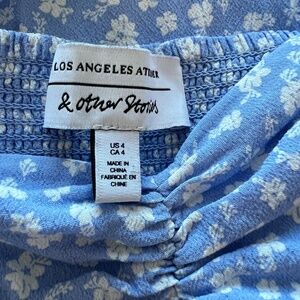 LOS ANGELES ATELIER
& other Stories
US 4
CA 4
MADE IN
CHINA
FABRIQUÉ EN
CHINE